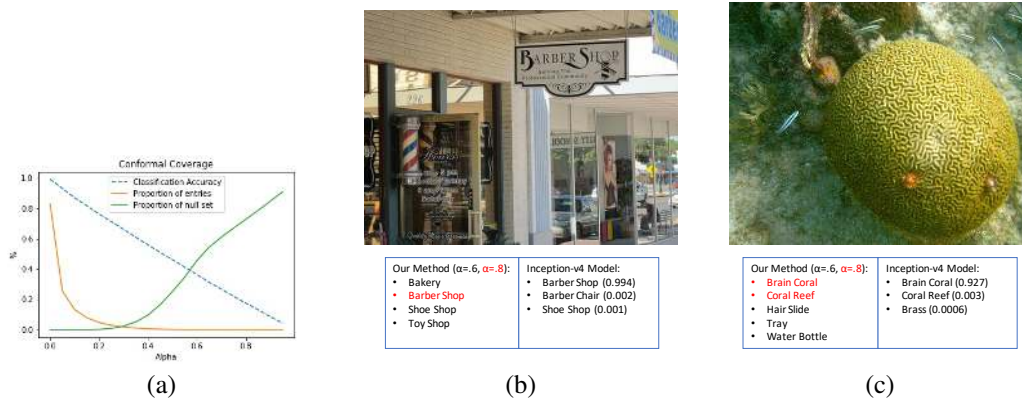 Conformal Coverage
1.0
0.8
0.6
0.4
0.2
0.0
%
Classification Accuracy
Proportion of entries
Proportion of null set
0.0 0.2 0.4 0.6 0.8
Alpha
(a)
BARBER SHOP
Our Method (α=.6, α=.8):
• Bakery
• Barber Shop
• Shoe Shop
• Toy Shop
Inception-v4 Model:
• Barber Shop (0.994)
• Barber Chair (0.002)
• Shoe Shop (0.001)
(b)
Our Method (α=.6, α=.8):
• Brain Coral
• Coral Reef
• Hair Slide
• Tray
• Water Bottle
Inception-v4 Model:
• Brain Coral (0.927)
• Coral Reef (0.003)
• Brass (0.0006)
(c)